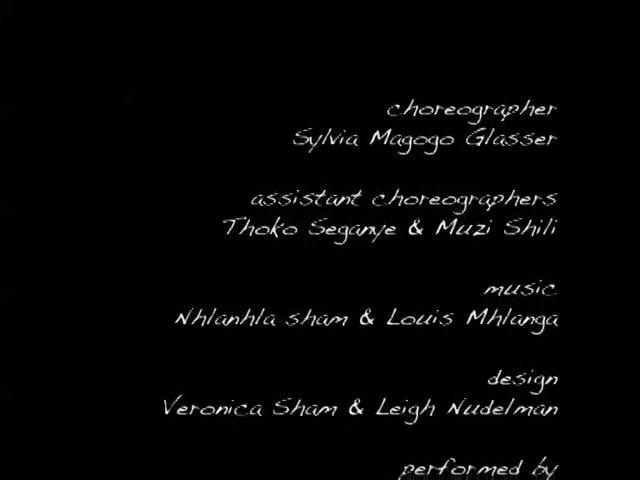 choreographer
Sylvia Magogo Glasser
assistant choreographers
Thoko Seganye & Muzi Shili
music
Nhlanhla sham & Louis Mhlanga
design
Veronica Sham & Leigh Nudelman
performed by